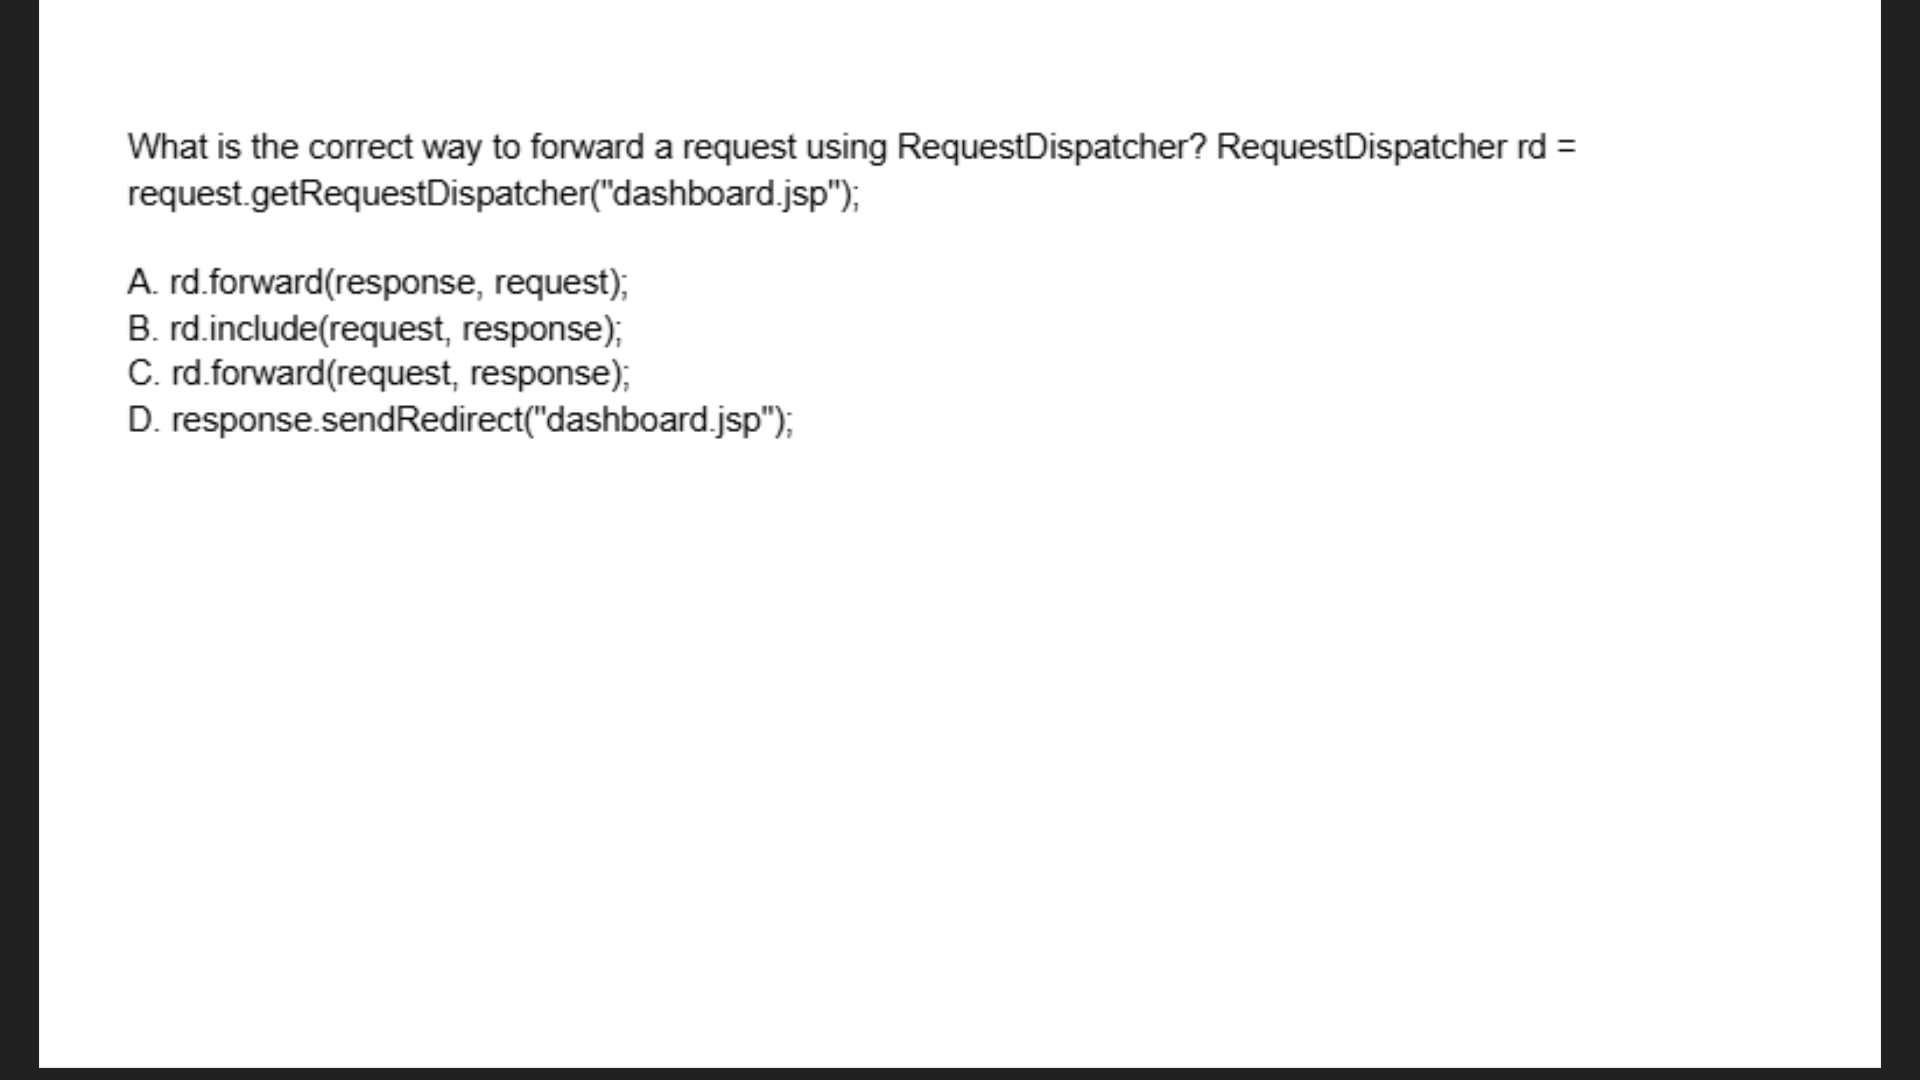 What is the correct way to forward a request using RequestDispatcher? RequestDispatcher rd =
request.getRequestDispatcher("dashboard.jsp");
A. rd.forward(response, request);
B. rd.include(request, response);
C. rd.forward(request, response);
D. response.sendRedirect("dashboard.jsp");